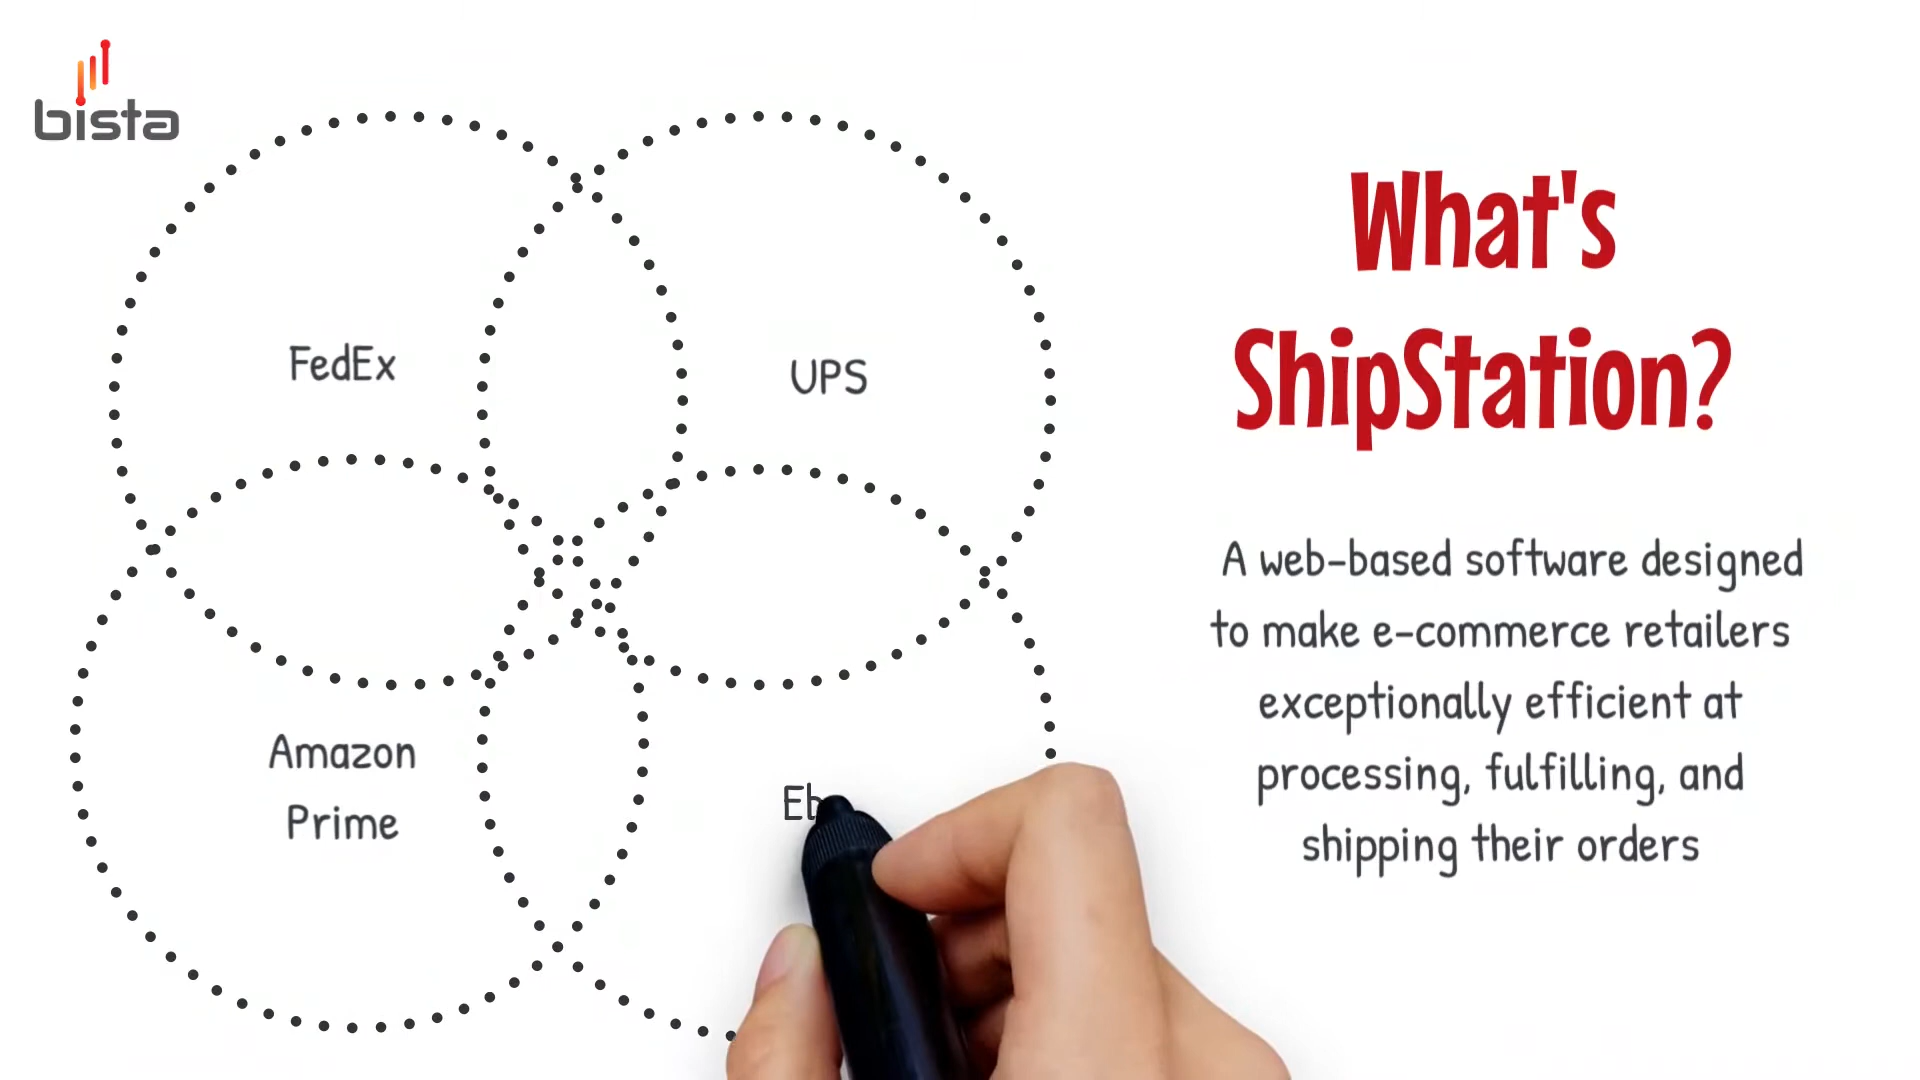 bista
FedEx
UPS
Amazon
Prime
What's
ShipStation?
A web-based software designed
to make e-commerce retailers
exceptionally efficient at
processing, fulfilling, and
shipping their orders